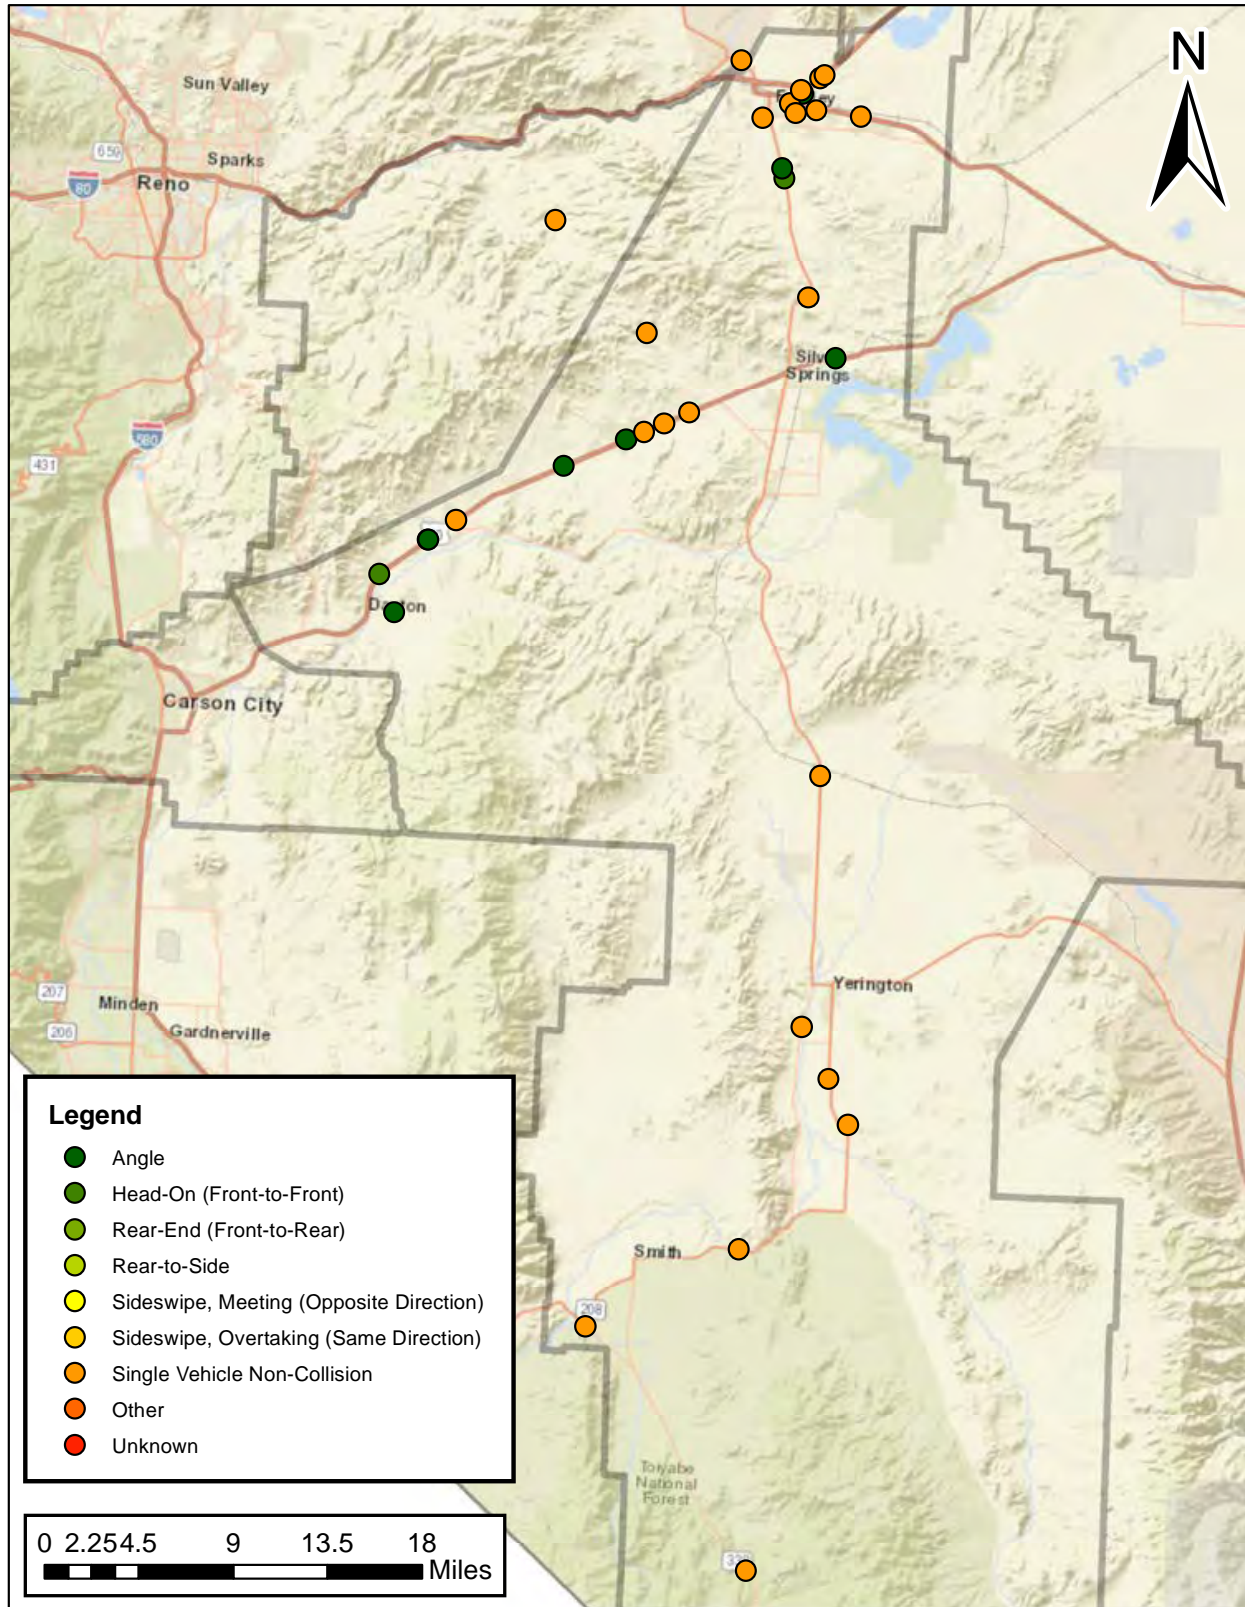 N
Sun Valley
659
Sparks
80
Reno
Silv
Springs
580
431
Carson City
207
Minden
206
Gardnerville
Yerington
Smith
208
Toiyabe
National
Forest
Legend
Angle
Head-On (Front-to-Front)
Rear-End (Front-to-Rear)
Rear-to-Side
Sideswipe, Meeting (Opposite Direction)
Sideswipe, Overtaking (Same Direction)
Single Vehicle Non-Collision
Other
Unknown
0 2.25 4.5 9 13.5 18
Miles